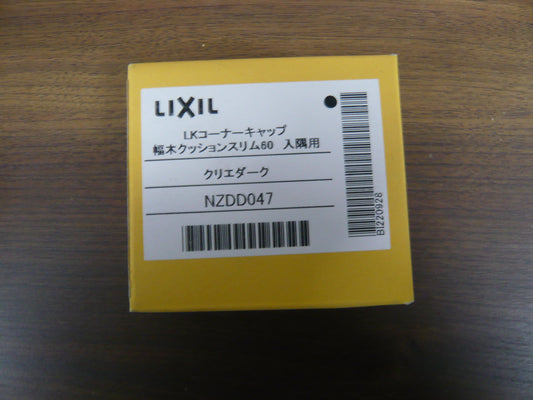 LIXIL
LKコーナーキャップ
幅木クッションスリム60 入隅用
クリエダーク
NZDD047
BI220926